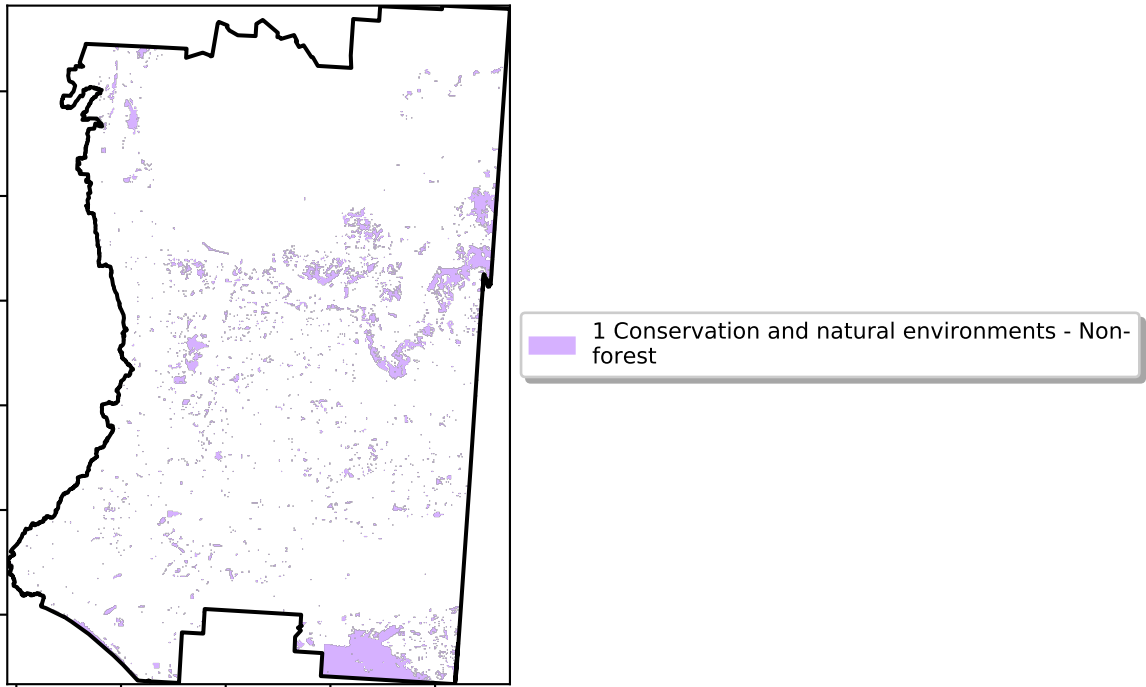 1 Conservation and natural environments - Non-
forest